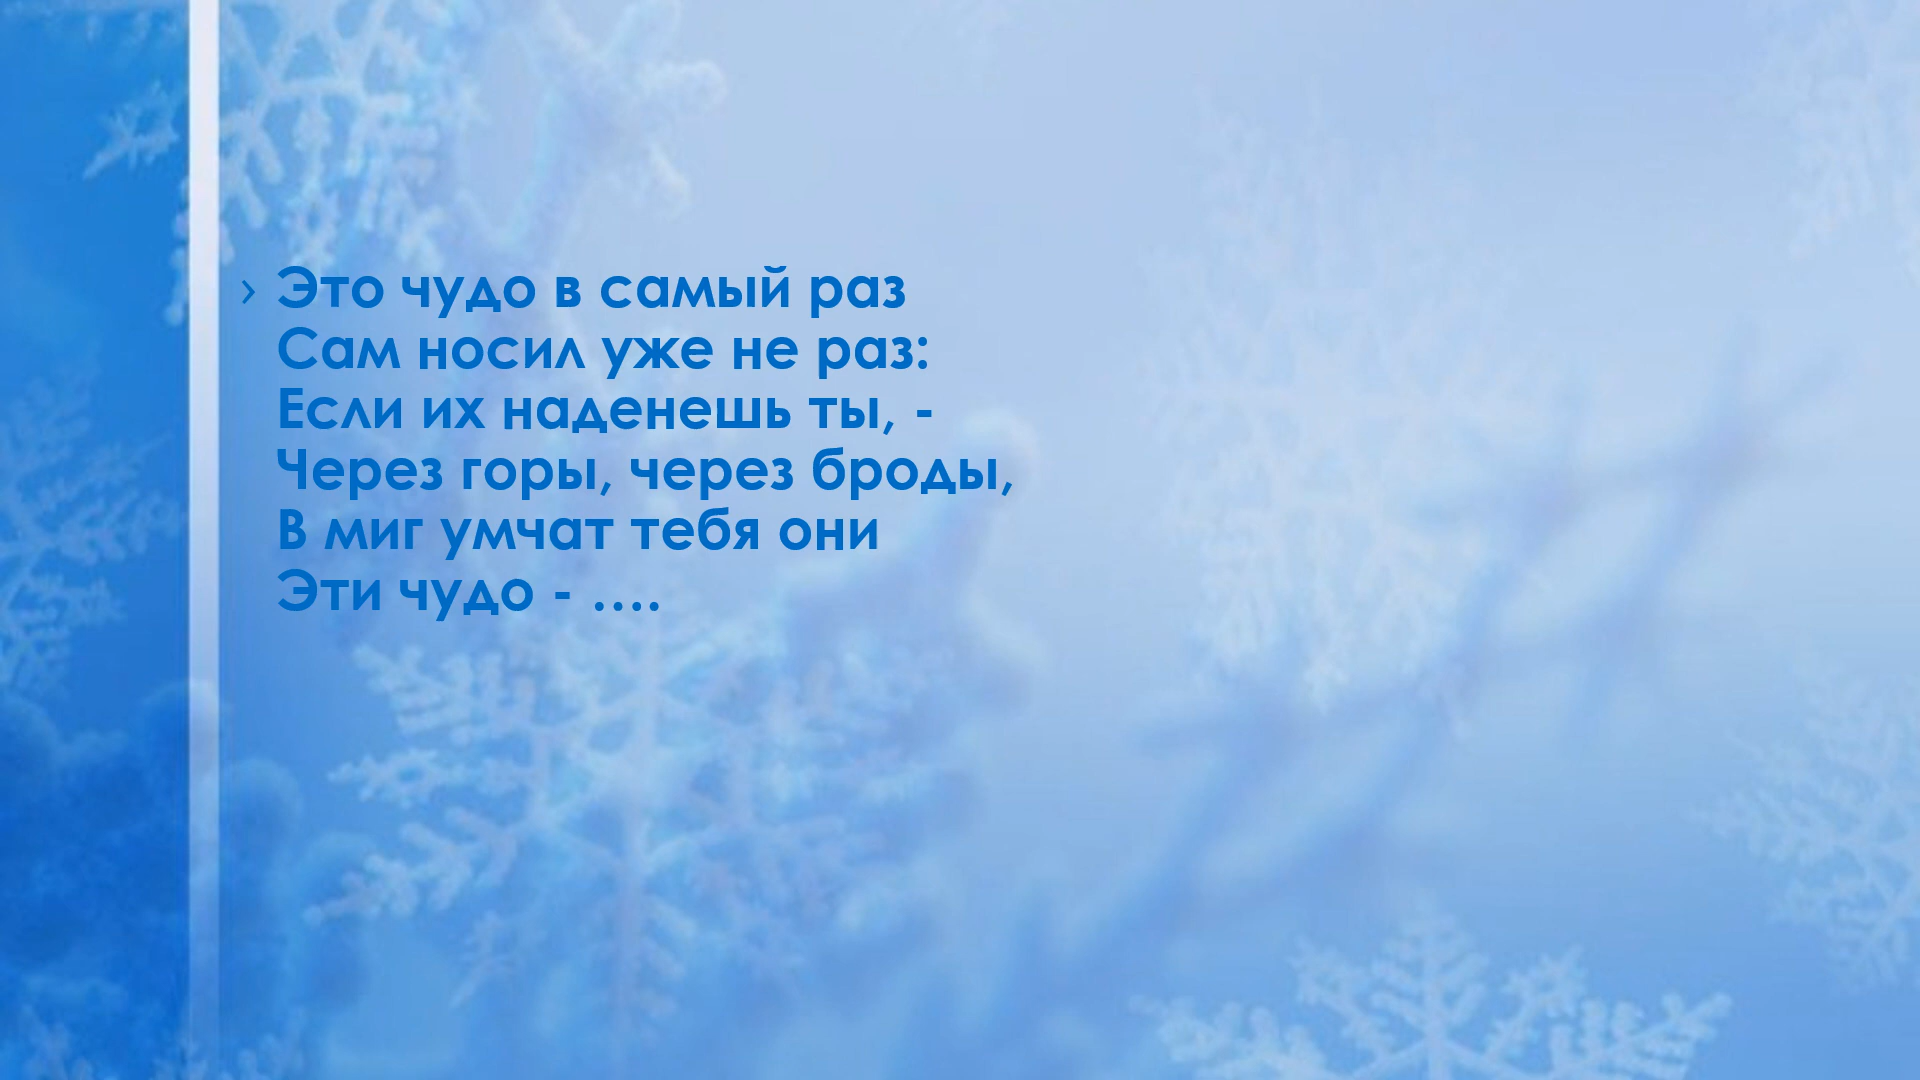 › Это чудо в самый раз
Сам носил уже не раз:
Если их наденешь ты, -
Через горы, через броды,
В миг умчат тебя они
Эти чудо - ….